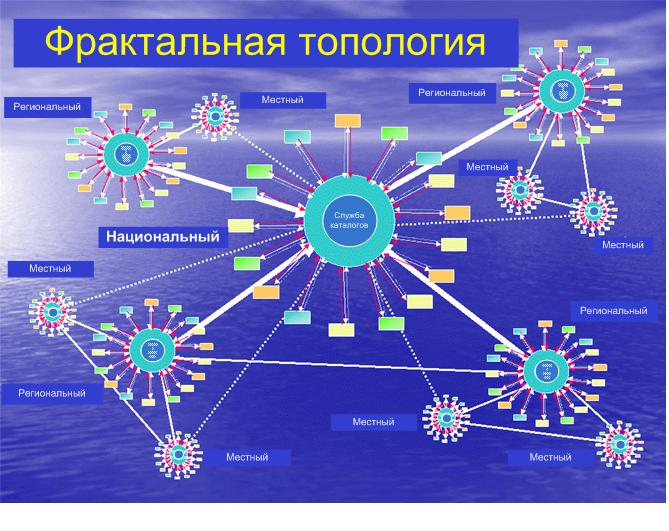 Фрактальная топология
Региональный
Местный
Региональный
Местный
Служба
каталогов
Национальный
Местный
Местный
Региональный
Региональный
Местный
Местный
Местный